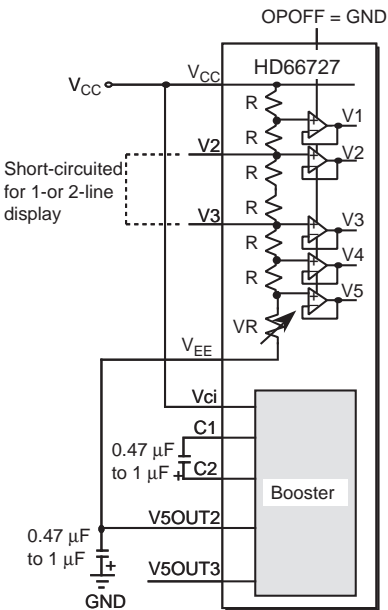 OPOFF = GND
HD66727
VCC
VCC
R
V1
R
V2
V2
Short-circuited
for 1-or 2-line
display
R
R
V3
V3
R
V4
V5
VR
VEE
Vci
C1
0.47 µF
to 1 µF +
C2
Booster
V5OUT2
0.47 µF
to 1 µF
+
V5OUT3
GND